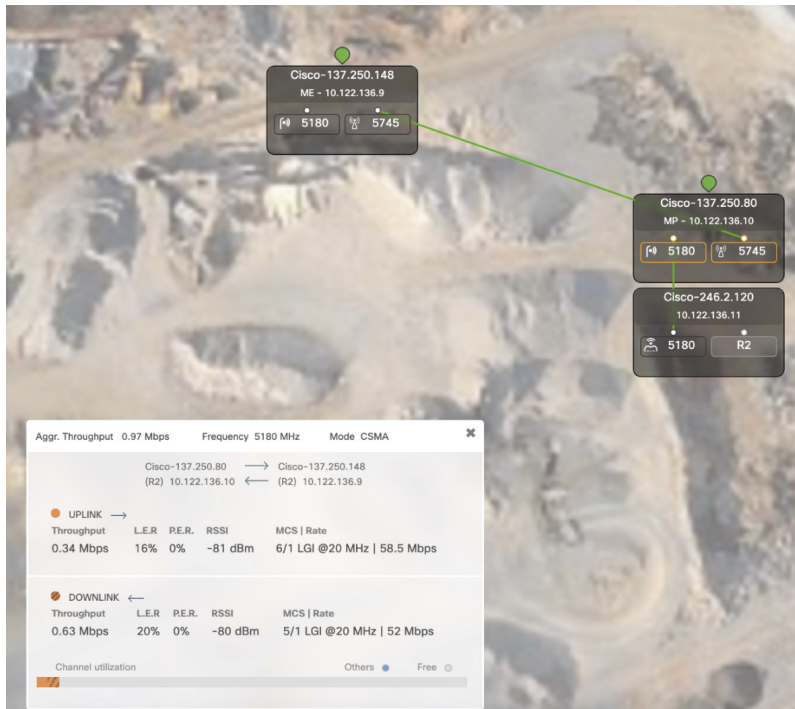 Cisco-137.250.148
ME - 10.122.136.9
5180 5745
Cisco-137.250.80
MP - 10.122.136.10
5180 5745
Cisco-246.2.120
10.122.136.11
5180 R2
Aggr. Throughput 0.97 Mbps Frequency 5180 MHz Mode CSMA
Cisco-137.250.80 → Cisco-137.250.148
(R2) 10.122.136.10 ← (R2) 10.122.136.9
UPLINK →
Throughput L.E.R P.E.R. RSSI MCS | Rate
0.34 Mbps 16% 0% -81 dBm 6/1 LGI @20 MHz | 58.5 Mbps
DOWNLINK ←
Throughput L.E.R P.E.R. RSSI MCS | Rate
0.63 Mbps 20% 0% -80 dBm 5/1 LGI @20 MHz | 52 Mbps
Channel utilization Others Free